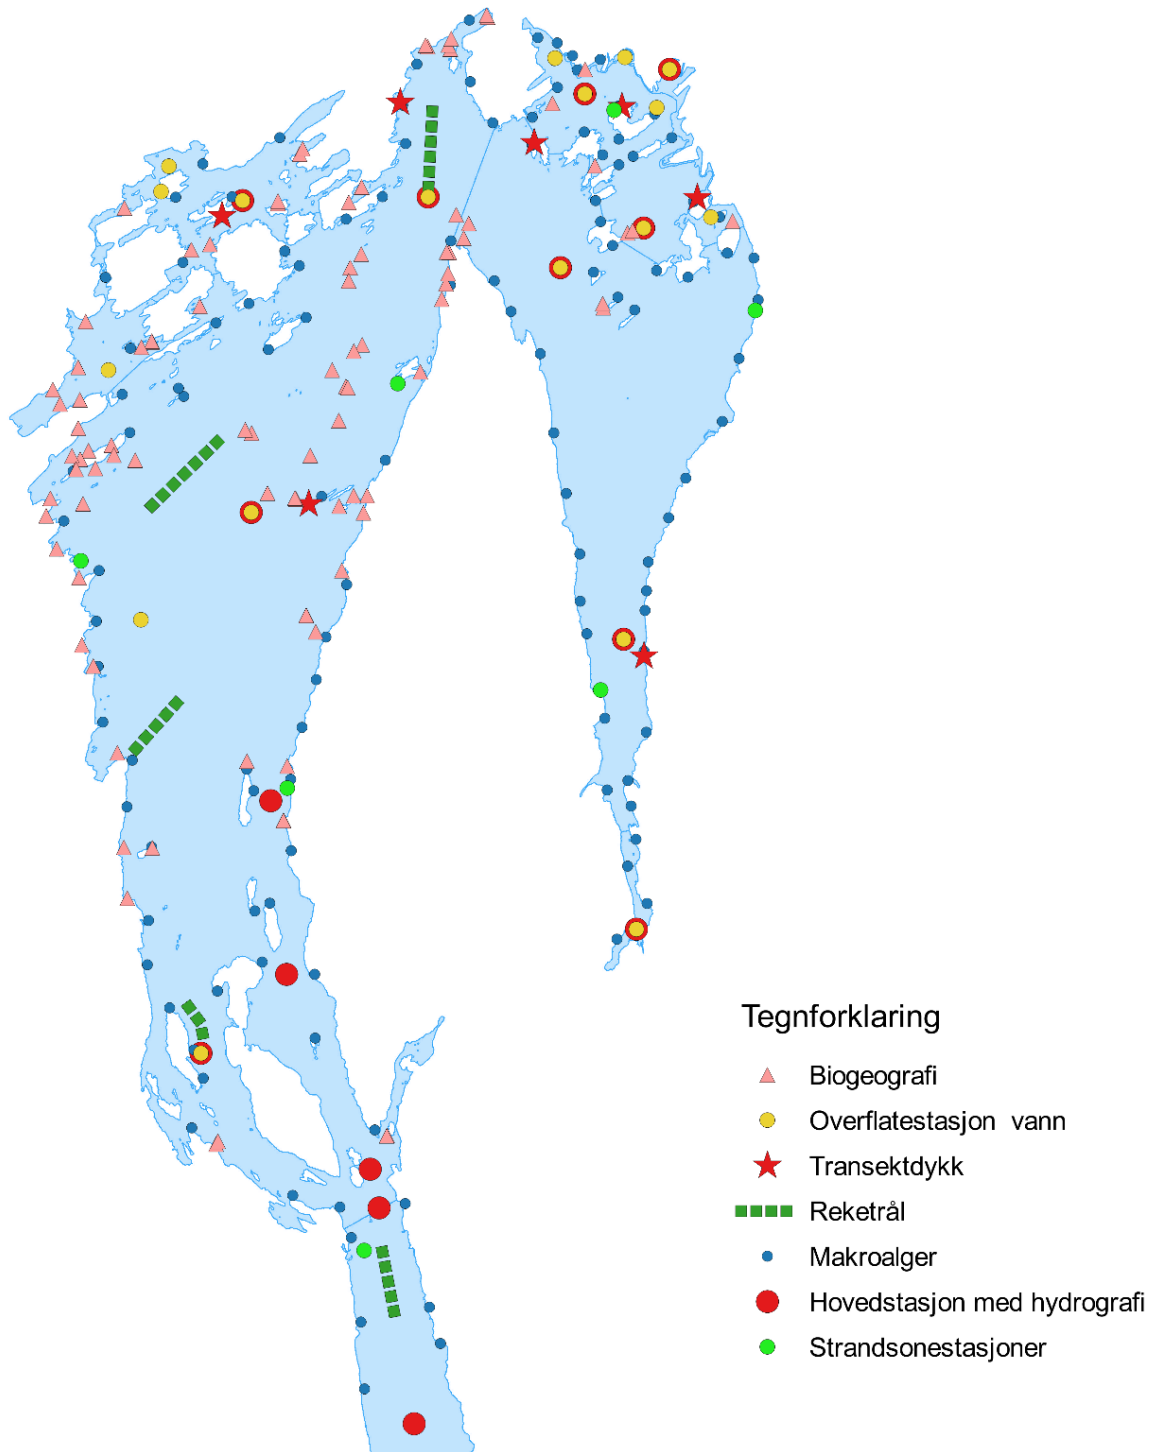 Tegnforklaring
Biogeografi
Overflatestasjon vann
Transektdykk
Reketrål
Makroalger
Hovedstasjon med hydrografi
Strandsonestasjoner